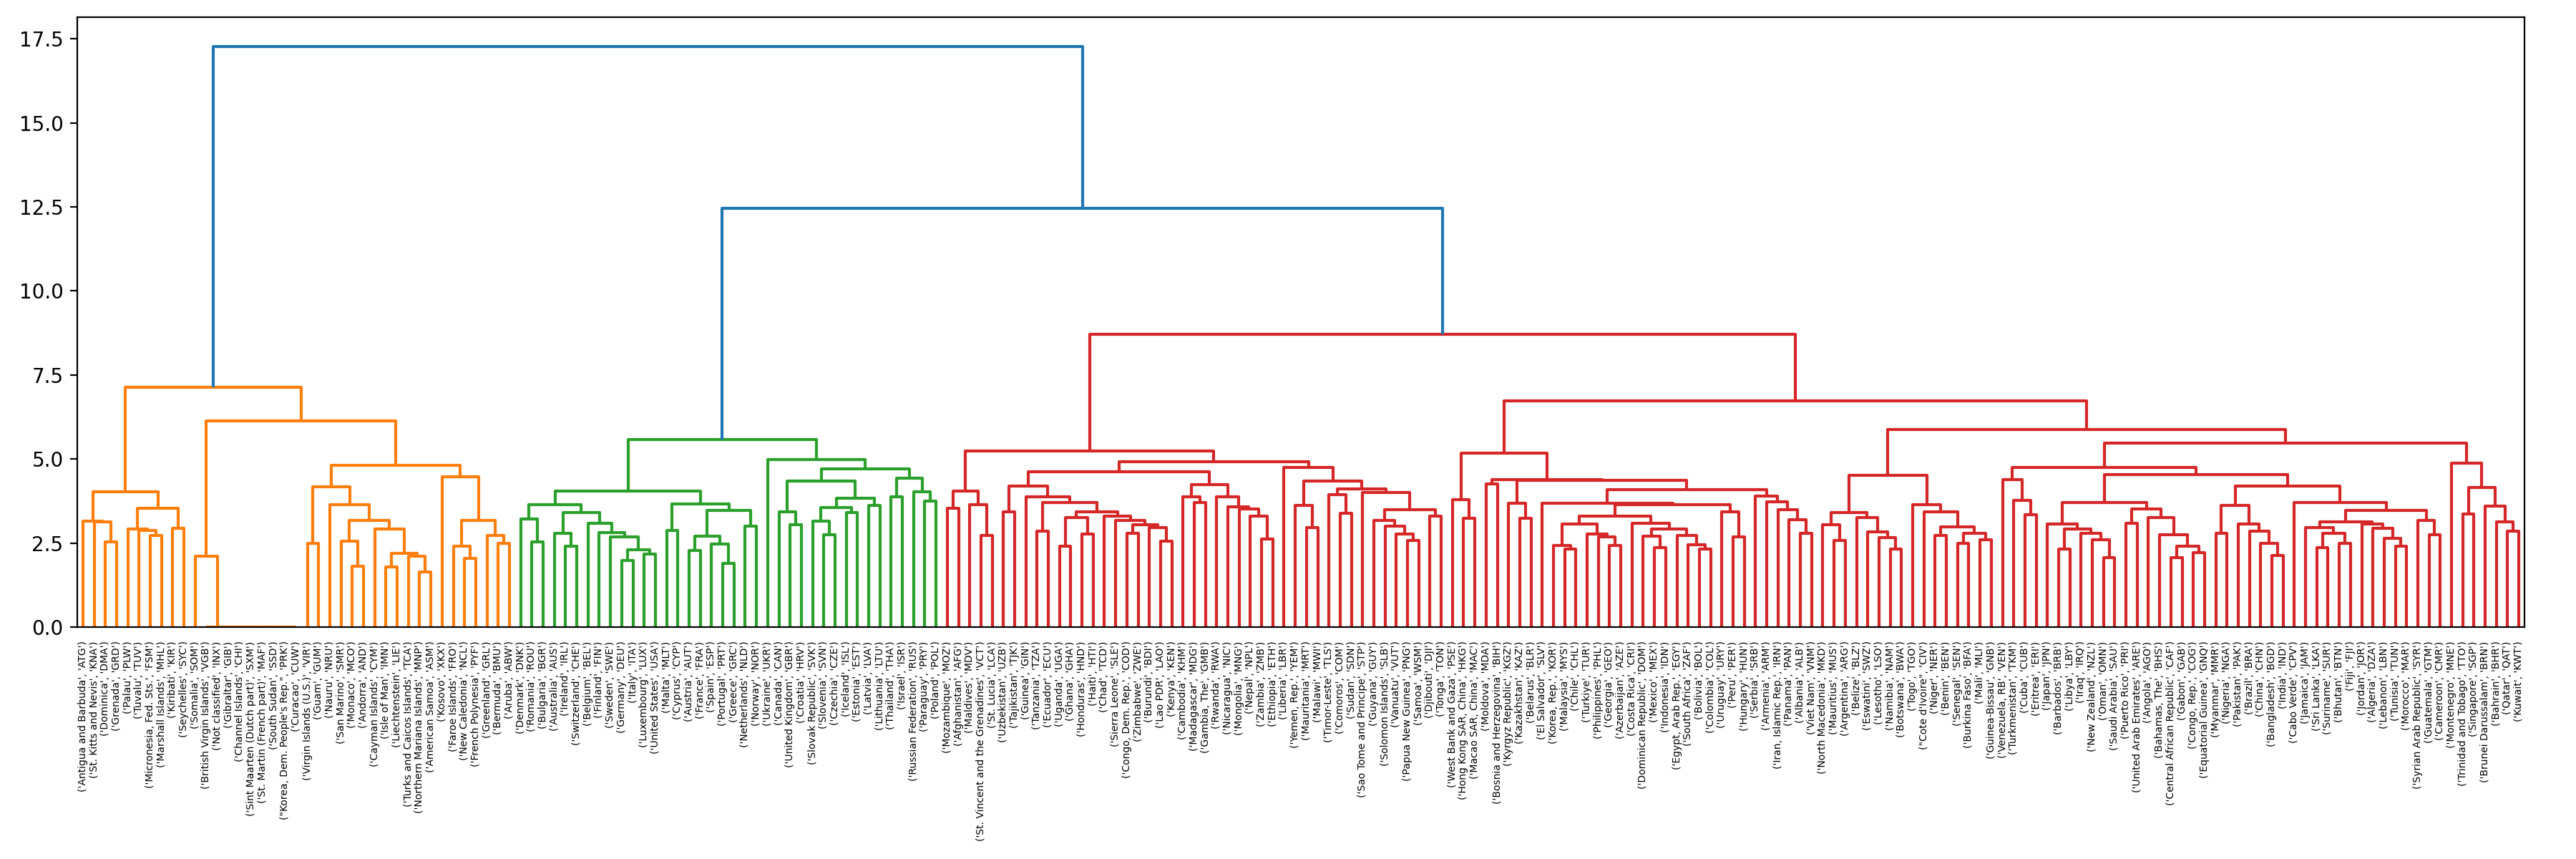 17.5
15.0
12.5
10.0
7.5
5.0
2.5
0.0
('Antigua and Barbuda', 'ATG')
('St. Kitts and Nevis', 'KNA')
('Dominica', 'DMA')
('Grenada', 'GRD')
('Palau', 'PLW')
('Tuvalu', 'TUV')
('Micronesia, Fed. Sts.', 'FSM')
('Marshall Islands', 'MHL')
('Kiribati', 'KIR')
('Seychelles', 'SYC')
('Somalia', 'SOM')
('British Virgin Islands', 'VGB')
('Not classified', 'INX')
('Gibraltar', 'GIB')
('Channel Islands', 'CHI')
('Sint Maarten (Dutch part)', 'SXM')
('St. Martin (French part)', 'MAF')
('South Sudan', 'SSD')
("Korea, Dem. People's Rep.", 'PRK')
('Curacao', 'CUW')
('Virgin Islands (U.S.)', 'VIR')
('Guam', 'GUM')
('Nauru', 'NRU')
('San Marino', 'SMR')
('Monaco', 'MCO')
('Andorra', 'AND')
('Cayman Islands', 'CYM')
('Isle of Man', 'IMN')
('Liechtenstein', 'LIE')
('Turks and Caicos Islands', 'TCA')
('Northern Mariana Islands', 'MNP')
('American Samoa', 'ASM')
('Kosovo', 'XKX')
('Faroe Islands', 'FRO')
('New Caledonia', 'NCL')
('French Polynesia', 'PYF')
('Greenland', 'GRL')
('Bermuda', 'BMU')
('Aruba', 'ABW')
('Denmark', 'DNK')
('Romania', 'ROU')
('Bulgaria', 'BGR')
('Australia', 'AUS')
('Ireland', 'IRL')
('Switzerland', 'CHE')
('Belgium', 'BEL')
('Finland', 'FIN')
('Sweden', 'SWE')
('Germany', 'DEU')
('Italy', 'ITA')
('Luxembourg', 'LUX')
('United States', 'USA')
('Malta', 'MLT')
('Cyprus', 'CYP')
('Austria', 'AUT')
('France', 'FRA')
('Spain', 'ESP')
('Portugal', 'PRT')
('Greece', 'GRC')
('Netherlands', 'NLD')
('Norway', 'NOR')
('Ukraine', 'UKR')
('Canada', 'CAN')
('United Kingdom', 'GBR')
('Croatia', 'HRV')
('Slovak Republic', 'SVK')
('Slovenia', 'SVN')
('Czechia', 'CZE')
('Iceland', 'ISL')
('Estonia', 'EST')
('Latvia', 'LVA')
('Lithuania', 'LTU')
('Thailand', 'THA')
('Israel', 'ISR')
('Russian Federation', 'RUS')
('Paraguay', 'PRY')
('Poland', 'POL')
('Mozambique', 'MOZ')
('Afghanistan', 'AFG')
('Maldives', 'MDV')
('St. Vincent and the Grenadines', 'VCT')
('St. Lucia', 'LCA')
('Uzbekistan', 'UZB')
('Tajikistan', 'TJK')
('Guinea', 'GIN')
('Tanzania', 'TZA')
('Ecuador', 'ECU')
('Uganda', 'UGA')
('Ghana', 'GHA')
('Honduras', 'HND')
('Haiti', 'HTI')
('Chad', 'TCD')
('Sierra Leone', 'SLE')
('Congo, Dem. Rep.', 'COD')
('Zimbabwe', 'ZWE')
('Burundi', 'BDI')
('Lao PDR', 'LAO')
('Kenya', 'KEN')
('Cambodia', 'KHM')
('Madagascar', 'MDG')
('Gambia, The', 'GMB')
('Rwanda', 'RWA')
('Nicaragua', 'NIC')
('Mongolia', 'MNG')
('Nepal', 'NPL')
('Zambia', 'ZMB')
('Ethiopia', 'ETH')
('Liberia', 'LBR')
('Yemen, Rep.', 'YEM')
('Mauritania', 'MRT')
('Malawi', 'MWI')
('Timor-Leste', 'TLS')
('Comoros', 'COM')
('Sudan', 'SDN')
('Sao Tome and Principe', 'STP')
('Guyana', 'GUY')
('Solomon Islands', 'SLB')
('Vanuatu', 'VUT')
('Papua New Guinea', 'PNG')
('Samoa', 'WSM')
('Djibouti', 'DJI')
('Tonga', 'TON')
('West Bank and Gaza', 'PSE')
('Hong Kong SAR, China', 'HKG')
('Macao SAR, China', 'MAC')
('Moldova', 'MDA')
('Bosnia and Herzegovina', 'BIH')
('Kyrgyz Republic', 'KGZ')
('Kazakhstan', 'KAZ')
('Belarus', 'BLR')
('El Salvador', 'SLV')
('Korea, Rep.', 'KOR')
('Malaysia', 'MYS')
('Chile', 'CHL')
('Turkiye', 'TUR')
('Philippines', 'PHL')
('Georgia', 'GEO')
('Azerbaijan', 'AZE')
('Costa Rica', 'CRI')
('Dominican Republic', 'DOM')
('Mexico', 'MEX')
('Indonesia', 'IDN')
('Egypt, Arab Rep.', 'EGY')
('South Africa', 'ZAF')
('Bolivia', 'BOL')
('Colombia', 'COL')
('Uruguay', 'URY')
('Peru', 'PER')
('Hungary', 'HUN')
('Serbia', 'SRB')
('Armenia', 'ARM')
('Iran, Islamic Rep.', 'IRN')
('Panama', 'PAN')
('Albania', 'ALB')
('Viet Nam', 'VNM')
('North Macedonia', 'MKD')
('Mauritius', 'MUS')
('Argentina', 'ARG')
('Belize', 'BLZ')
('Eswatini', 'SWZ')
('Lesotho', 'LSO')
('Namibia', 'NAM')
('Botswana', 'BWA')
('Togo', 'TGO')
("Cote d'Ivoire", 'CIV')
('Niger', 'NER')
('Benin', 'BEN')
('Senegal', 'SEN')
('Burkina Faso', 'BFA')
('Mali', 'MLI')
('Guinea-Bissau', 'GNB')
('Venezuela, RB', 'VEN')
('Turkmenistan', 'TKM')
('Cuba', 'CUB')
('Eritrea', 'ERI')
('Japan', 'JPN')
('Barbados', 'BRB')
('Libya', 'LBY')
('Iraq', 'IRQ')
('New Zealand', 'NZL')
('Oman', 'OMN')
('Saudi Arabia', 'SAU')
('Puerto Rico', 'PRI')
('United Arab Emirates', 'ARE')
('Angola', 'AGO')
('Bahamas, The', 'BHS')
('Central African Republic', 'CAF')
('Gabon', 'GAB')
('Congo, Rep.', 'COG')
('Equatorial Guinea', 'GNQ')
('Myanmar', 'MMR')
('Nigeria', 'NGA')
('Pakistan', 'PAK')
('Brazil', 'BRA')
('China', 'CHN')
('Bangladesh', 'BGD')
('India', 'IND')
('Cabo Verde', 'CPV')
('Jamaica', 'JAM')
('Sri Lanka', 'LKA')
('Suriname', 'SUR')
('Bhutan', 'BTN')
('Fiji', 'FJI')
('Jordan', 'JOR')
('Algeria', 'DZA')
('Lebanon', 'LBN')
('Tunisia', 'TUN')
('Morocco', 'MAR')
('Syrian Arab Republic', 'SYR')
('Guatemala', 'GTM')
('Cameroon', 'CMR')
('Montenegro', 'MNE')
('Trinidad and Tobago', 'TTO')
('Singapore', 'SGP')
('Brunei Darussalam', 'BRN')
('Bahrain', 'BHR')
('Qatar', 'QAT')
('Kuwait', 'KWT')